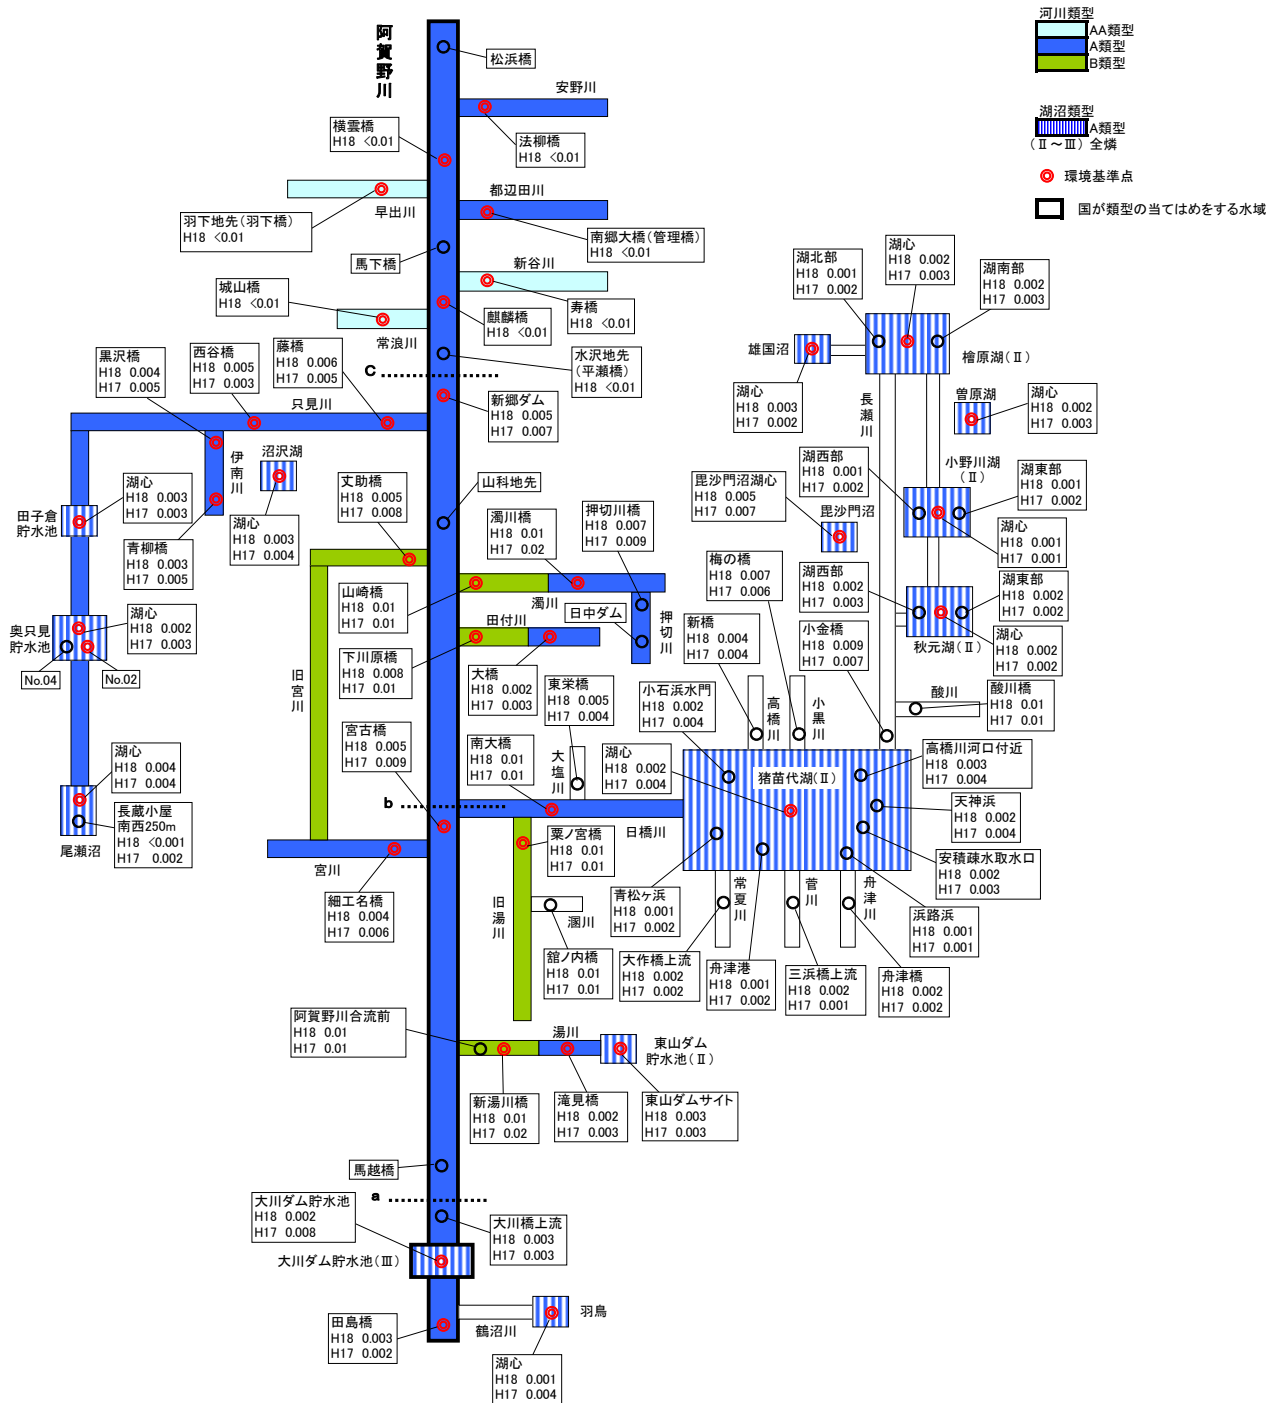 河川類型
AA類型
A類型
B類型
湖沼類型
A類型
(Ⅱ～Ⅲ) 全燐
環境基準点
国が類型の当てはめをする水域
阿賀野川
松浜橋
安野川
横雲橋
H18 <0.01
法柳橋
H18 <0.01
早出川
都辺田川
羽下地先(羽下橋)
H18 <0.01
南郷大橋(管理橋)
H18 <0.01
馬下橋
新谷川
城山橋
H18 <0.01
麒麟橋
H18 <0.01
寿橋
H18 <0.01
常浪川
水沢地先
(平瀬橋)
H18 <0.01
C
黒沢橋
H18 0.004
H17 0.005
西谷橋
H18 0.005
H17 0.003
藤橋
H18 0.006
H17 0.005
新郷ダム
H18 0.005
H17 0.007
只見川
伊南川
沼沢湖
湖心
H18 0.003
H17 0.004
田子倉
貯水池
湖心
H18 0.003
H17 0.003
青柳橋
H18 0.003
H17 0.005
奥只見
貯水池
湖心
H18 0.002
H17 0.003
No.04
No.02
湖心
H18 0.004
H17 0.004
長蔵小屋
南西250m
H18 <0.001
H17 0.002
尾瀬沼
丈助橋
H18 0.005
H17 0.008
山科地先
濁川橋
H18 0.01
H17 0.02
押切川橋
H18 0.007
H17 0.009
山崎橋
H18 0.01
H17 0.01
濁川
田付川
日中ダム
押切川
下川原橋
H18 0.008
H17 0.01
大橋
H18 0.002
H17 0.003
旧宮川
宮古橋
H18 0.005
H17 0.009
南大橋
H18 0.01
H17 0.01
東栄橋
H18 0.005
H17 0.004
大塩川
b
日橋川
宮川
細工名橋
H18 0.004
H17 0.006
粟ノ宮橋
H18 0.01
H17 0.01
旧湯川
溷川
舘ノ内橋
H18 0.01
H17 0.01
湖北部
H18 0.001
H17 0.002
湖心
H18 0.002
H17 0.003
湖南部
H18 0.002
H17 0.003
雄国沼
檜原湖(Ⅱ)
湖心
H18 0.003
H17 0.002
長瀬川
曽原湖
湖心
H18 0.002
H17 0.003
湖西部
H18 0.001
H17 0.002
小野川湖
(Ⅱ)
湖東部
H18 0.001
H17 0.002
湖心
H18 0.001
H17 0.001
毘沙門沼湖心
H18 0.005
H17 0.007
毘沙門沼
湖西部
H18 0.002
H17 0.003
湖東部
H18 0.002
H17 0.002
秋元湖(Ⅱ)
湖心
H18 0.002
H17 0.002
梅の橋
H18 0.007
H17 0.006
新橋
H18 0.004
H17 0.004
小金橋
H18 0.009
H17 0.007
酸川
酸川橋
H18 0.01
H17 0.01
高橋川
小黒川
小石浜水門
H18 0.002
H17 0.004
湖心
H18 0.002
H17 0.004
猪苗代湖(Ⅱ)
高橋川河口付近
H18 0.003
H17 0.004
天神浜
H18 0.002
H17 0.004
安積疎水取水口
H18 0.002
H17 0.003
浜路浜
H18 0.001
H17 0.001
青松ヶ浜
H18 0.001
H17 0.002
常夏川
菅川
舟津川
大作橋上流
H18 0.002
H17 0.002
舟津港
H18 0.001
H17 0.002
三浜橋上流
H18 0.002
H17 0.001
舟津橋
H18 0.002
H17 0.002
阿賀野川合流前
H18 0.01
H17 0.01
湯川
東山ダム
貯水池(Ⅱ)
新湯川橋
H18 0.01
H17 0.02
滝見橋
H18 0.002
H17 0.003
東山ダムサイト
H18 0.003
H17 0.003
馬越橋
a
大川ダム貯水池
H18 0.002
H17 0.008
大川橋上流
H18 0.003
H17 0.003
大川ダム貯水池(Ⅲ)
田島橋
H18 0.003
H17 0.002
鶴沼川
羽鳥
湖心
H18 0.001
H17 0.004